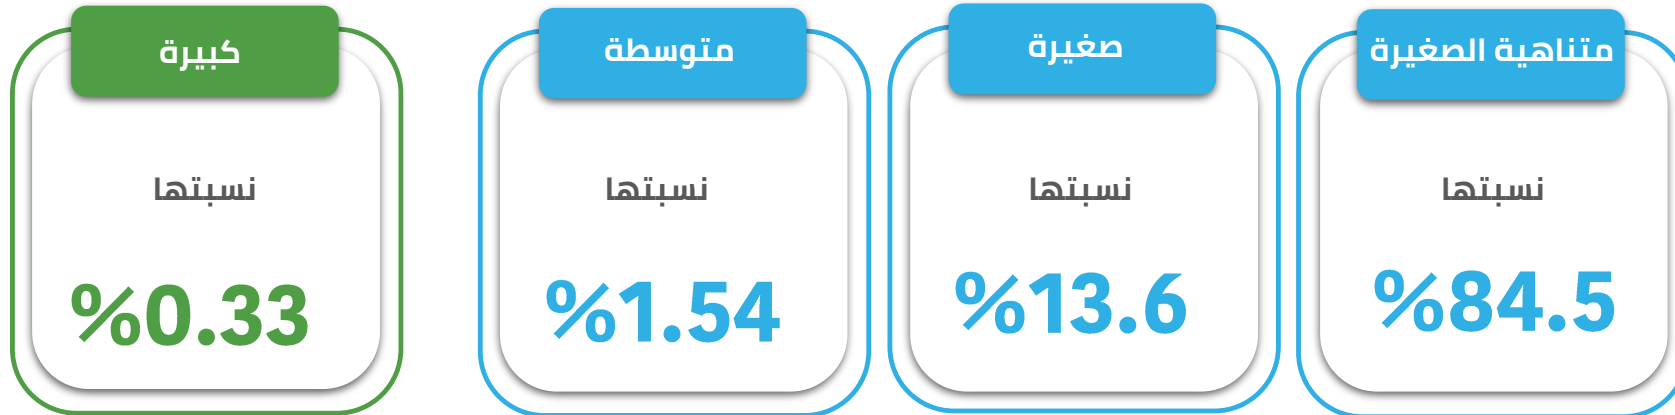 متناهية الصغيرة
نسبتها
%84.5
صغيرة
نسبتها
%13.6
متوسطة
نسبتها
%1.54
كبيرة
نسبتها
%0.33